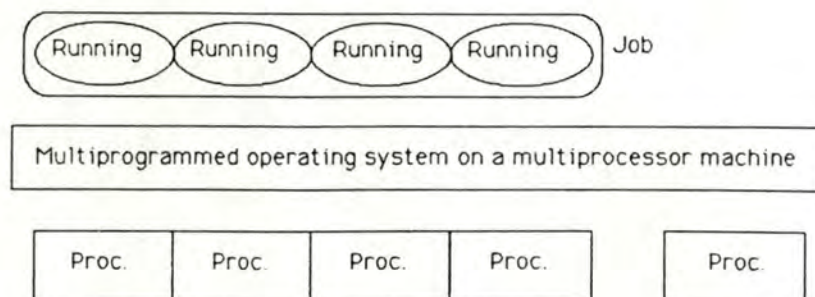 Running Running Running Running Job
Multiprogrammed operating system on a multiprocessor machine
Proc. Proc. Proc. Proc. Proc.